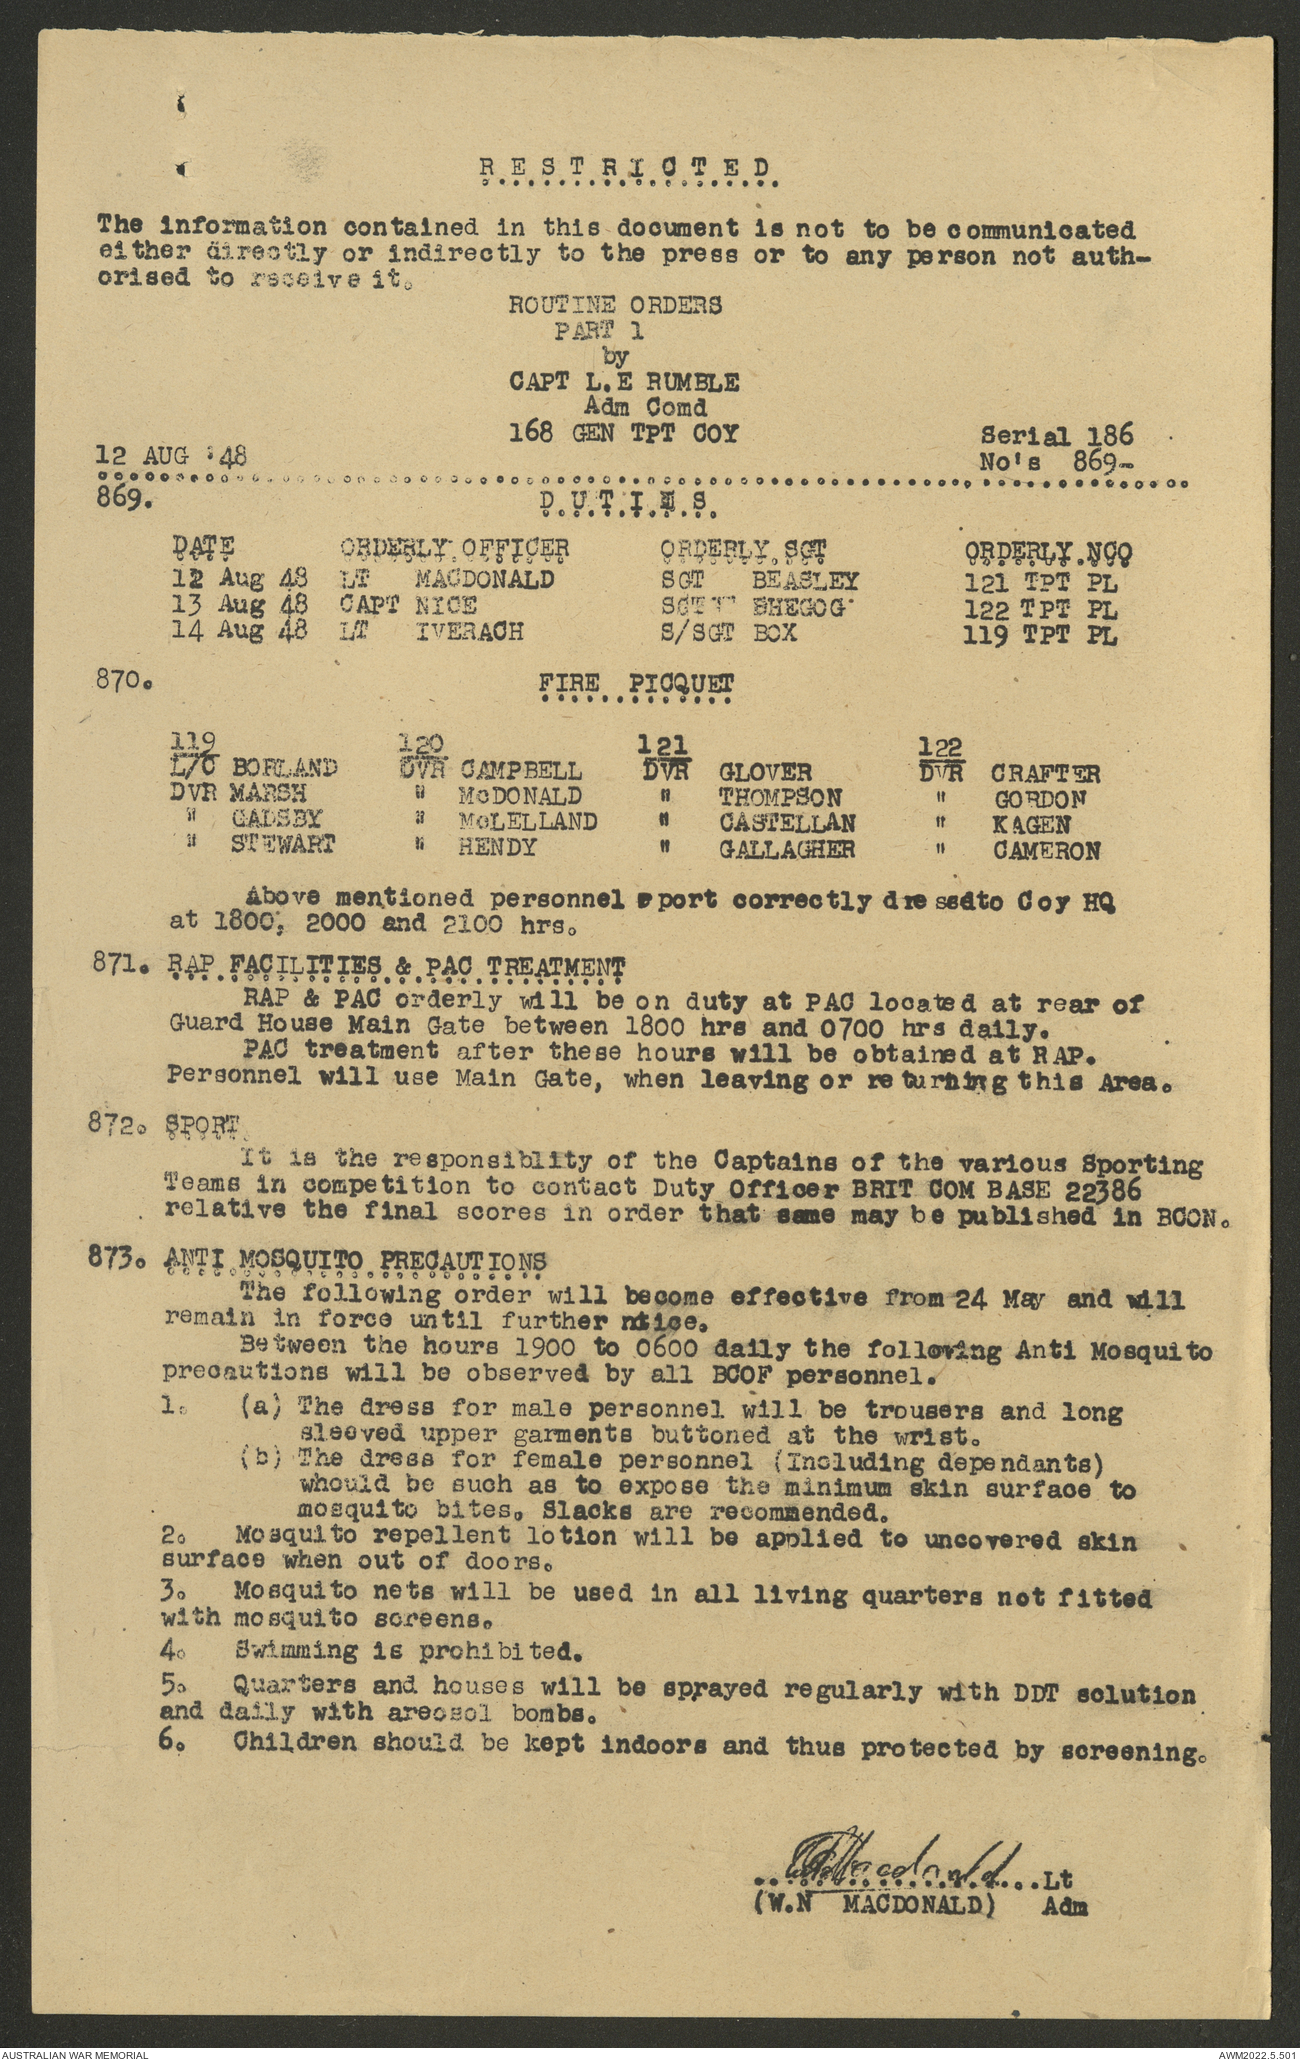 RESTRICTED
The information contained in this document is not to be communicated
either directly or indirectly to the press or to any person not auth-
orised to receive it.
ROUTINE ORDERS
PART 1
by
CAPT L.E RUMBLE
Adm Comd
168 GEN TPT COY
Serial 186
12 AUG '48 No's 869-
869. DUTIES
DATE ORDERLY OFFICER ORDERLY SGT ORDERLY NCO
12 Aug 48 LT MACDONALD SGT BEASLEY 121 TPT PL
13 Aug 48 CAPT NICE SGT SHEGOG 122 TPT PL
14 Aug 48 LT IVERACH S/SGT BOX 119 TPT PL
870. FIRE PICQUET
119 120 121 122
L/C BORLAND DVR CAMPBELL DVR GLOVER DVR CRAFTER
DVR MARSH " McDONALD " THOMPSON " GORDON
" GADSBY " McLELLAND " CASTELLAN " KAGEN
" STEWART " HENDY " GALLAGHER " CAMERON
Above mentioned personnel port correctly dressedto Coy HQ
at 1800, 2000 and 2100 hrs.
871. RAP FACILITIES & PAC TREATMENT
RAP & PAC orderly will be on duty at PAC located at rear of
Guard House Main Gate between 1800 hrs and 0700 hrs daily.
PAC treatment after these hours will be obtained at RAP.
Personnel will use Main Gate, when leaving or returning this Area.
872. SPORT
It is the responsiblity of the Captains of the various Sporting
Teams in competition to contact Duty Officer BRIT COM BASE 22386
relative the final scores in order that same may be published in BCON.
873. ANTI MOSQUITO PRECAUTIONS
The following order will become effective from 24 May and will
remain in force until further ntice.
Between the hours 1900 to 0600 daily the following Anti Mosquito
precautions will be observed by all BCOF personnel.
1. (a) The dress for male personnel will be trousers and long
sleeved upper garments buttoned at the wrist.
(b) The dress for female personnel (Including dependants)
whould be such as to expose the minimum skin surface to
mosquito bites. Slacks are recommended.
2. Mosquito repellent lotion will be applied to uncovered skin
surface when out of doors.
3. Mosquito nets will be used in all living quarters not fitted
with mosquito screens.
4. Swimming is prohibited.
5. Quarters and houses will be sprayed regularly with DDT solution
and daily with areosol bombs.
6. Children should be kept indoors and thus protected by screening.
Macdonald Lt
(W.N MACDONALD) Adm
AUSTRALIAN WAR MEMORIAL AWM2022.5.501